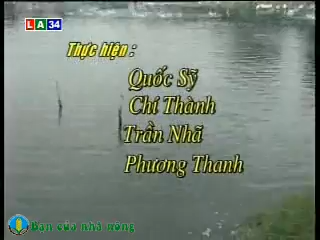 LA34
Thực hiện :
Quốc Sỹ
Chí Thành
Trần Nhã
Phương Thanh
Bạn của nhà nông